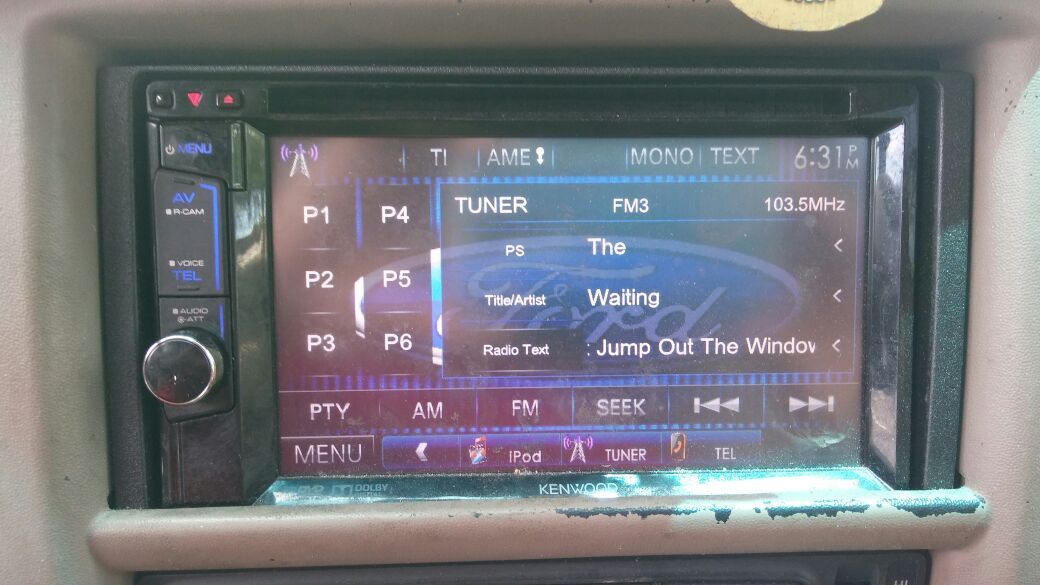 MENU
AV
R-CAM
VOICE
TEL
AUDIO
-ATT
TI AME MONO TEXT 6:31 PM
P1 P4
P2 P5
P3 P6
TUNER FM3 103.5MHz
PS The
Title/Artist Waiting
Radio Text : Jump Out The Window
Ford
PTY AM FM SEEK
MENU iPod TUNER TEL
DOLBY
KENWOOD